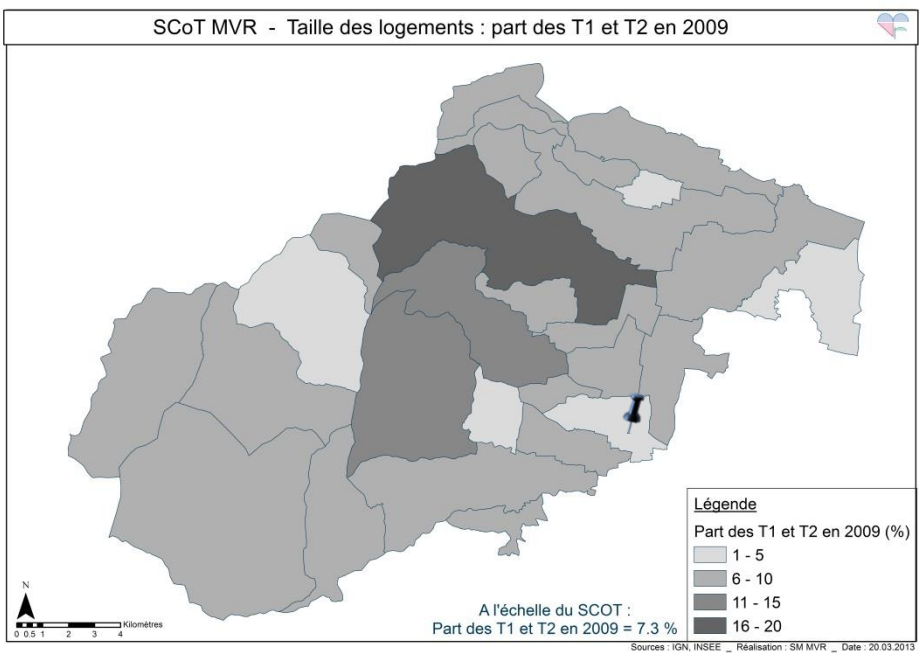 SCoT MVR - Taille des logements : part des T1 et T2 en 2009
Légende
Part des T1 et T2 en 2009 (%)
1 - 5
6 - 10
11 - 15
16 - 20
N
0 0.5 1 2 3 4 Kilomètres
A l'échelle du SCOT :
Part des T1 et T2 en 2009 = 7.3 %
Sources : IGN, INSEE _ Réalisation : SM MVR _ Date : 20.03.2013